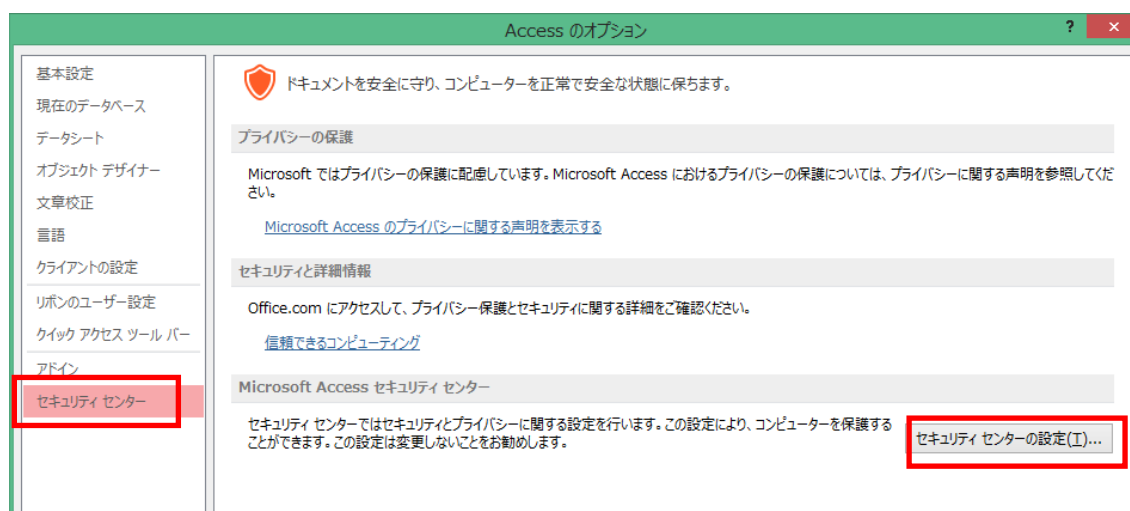 Access のオプション
?
×
基本設定
現在のデータベース
データシート
オブジェクト デザイナー
文章校正
言語
クライアントの設定
リボンのユーザー設定
クイック アクセス ツール バー
アドイン
セキュリティ センター
ドキュメントを安全に守り、コンピューターを正常で安全な状態に保ちます。
プライバシーの保護
Microsoft ではプライバシーの保護に配慮しています。Microsoft Access におけるプライバシーの保護については、プライバシーに関する声明を参照してくだ
さい。
Microsoft Access のプライバシーに関する声明を表示する
セキュリティと詳細情報
Office.com にアクセスして、プライバシー保護とセキュリティに関する詳細をご確認ください。
信頼できるコンピューティング
Microsoft Access セキュリティ センター
セキュリティ センターではセキュリティとプライバシーに関する設定を行います。この設定により、コンピューターを保護する
ことができます。この設定は変更しないことをお勧めします。
セキュリティ センターの設定(T)...